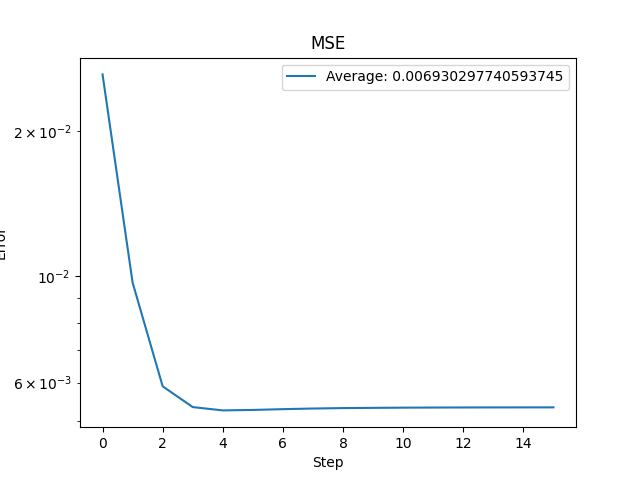 MSE
Average: 0.006930297740593745
Error
2 × 10⁻²
10⁻²
6 × 10⁻³
0 2 4 6 8 10 12 14
Step